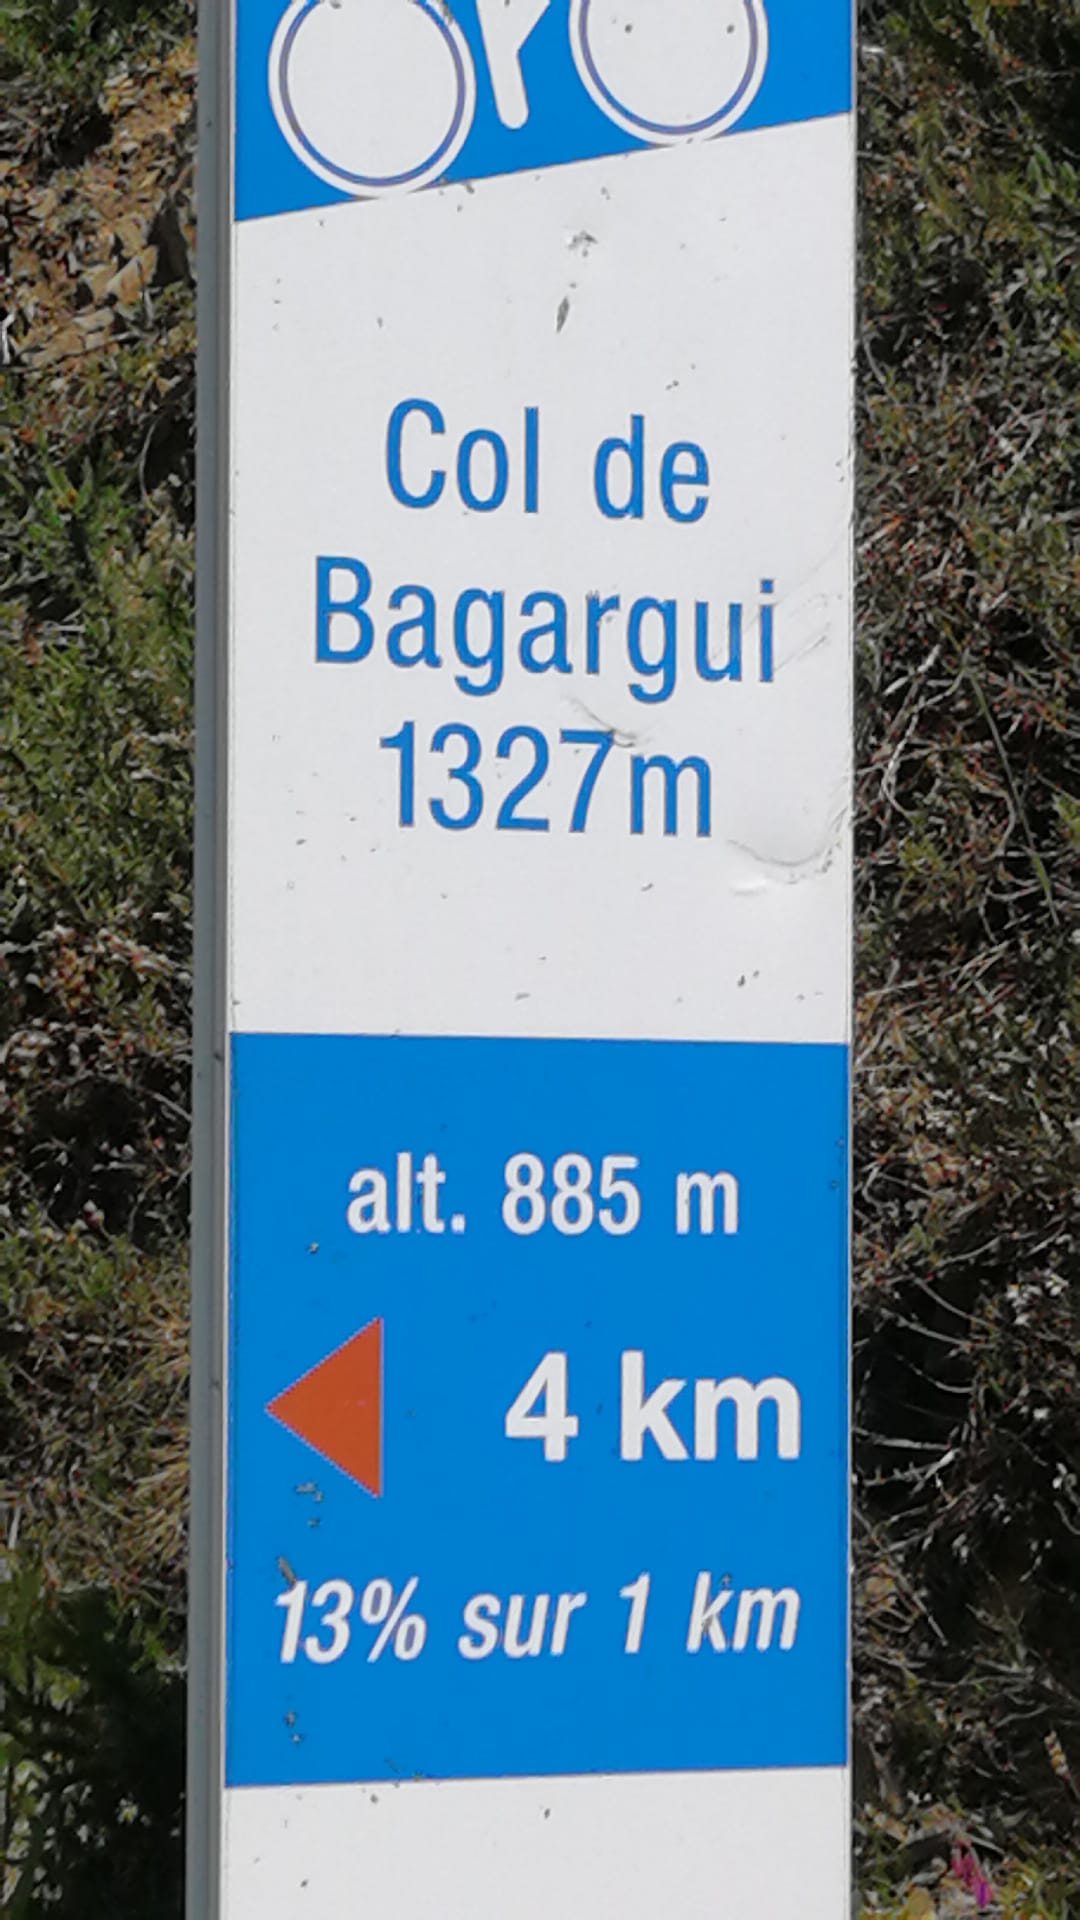 Col de
Bagargui
1327m
alt. 885 m
4 km
13% sur 1 km